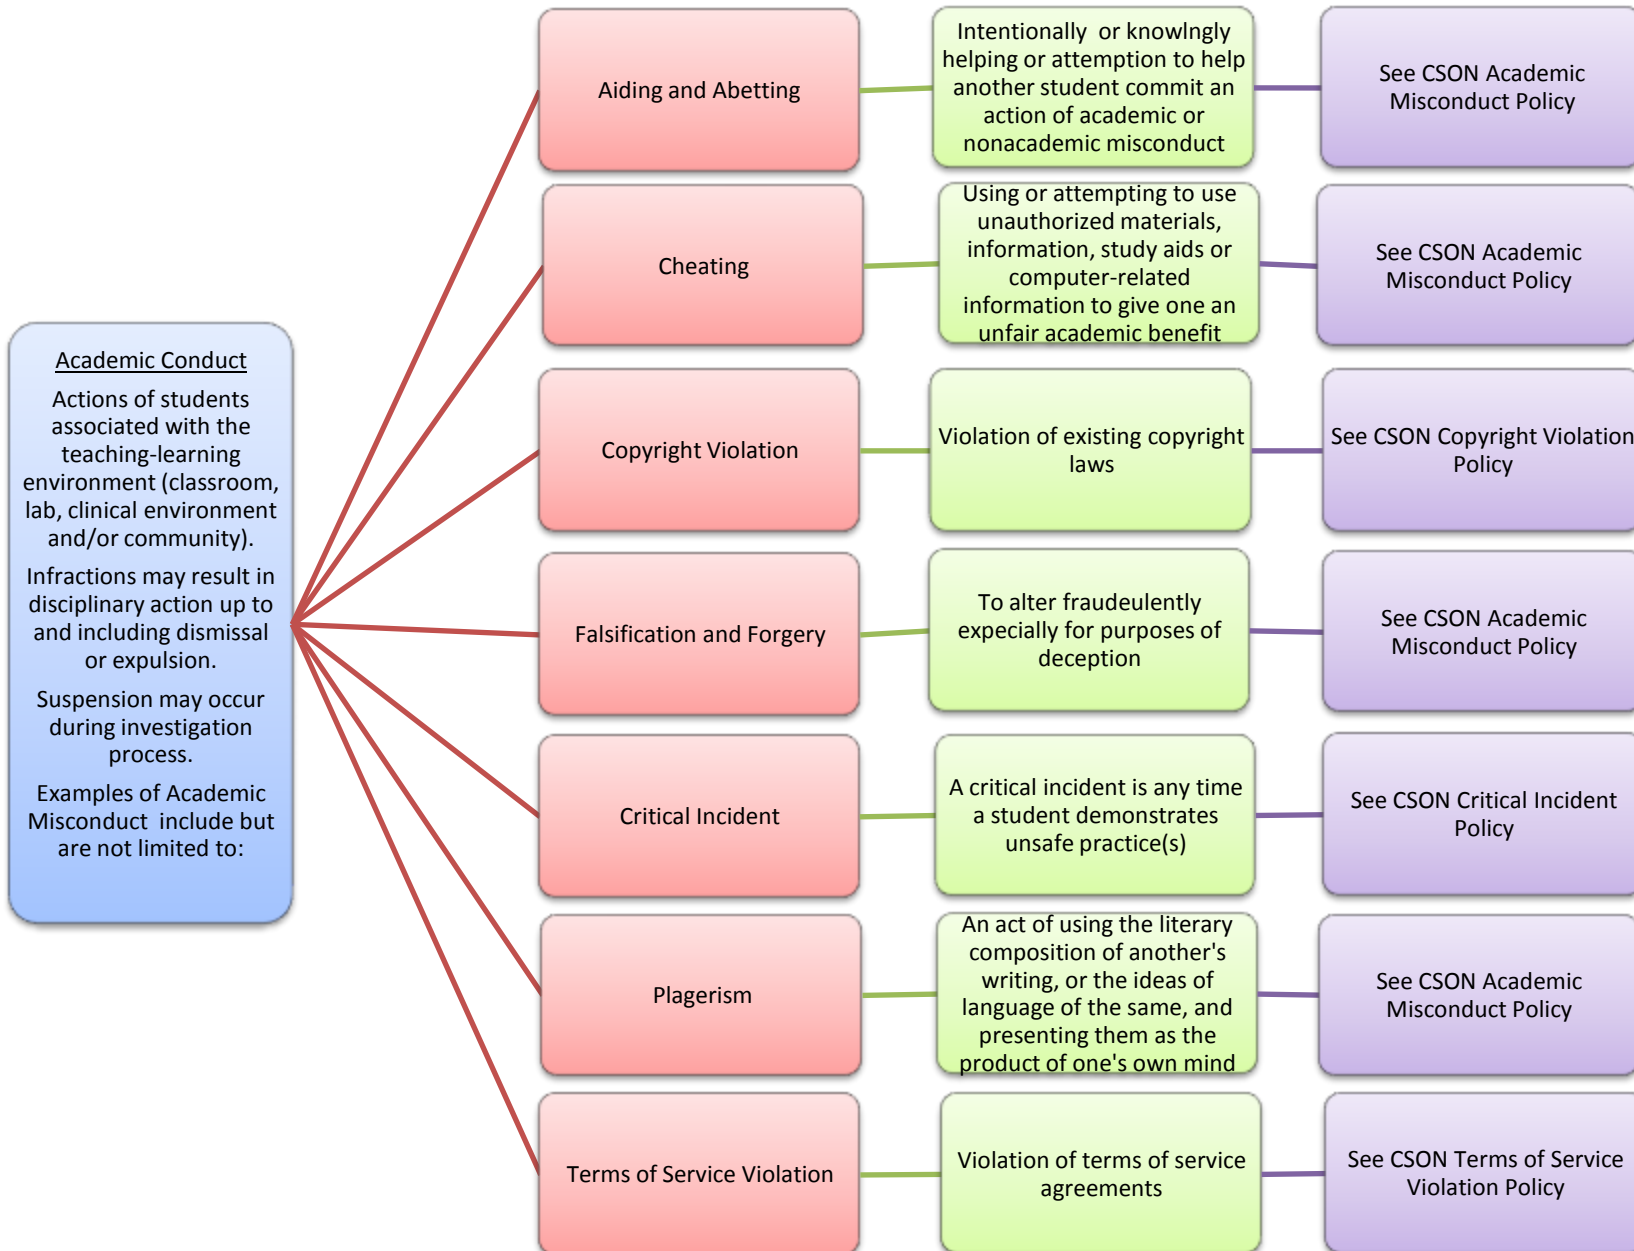 Academic Conduct
Actions of students
associated with the
teaching-learning
environment (classroom,
lab, clinical environment
and/or community).
Infractions may result in
disciplinary action up to
and including dismissal
or expulsion.
Suspension may occur
during investigation
process.
Examples of Academic
Misconduct include but
are not limited to:
Aiding and Abetting
Intentionally or knowlngly
helping or attemption to help
another student commit an
action of academic or
nonacademic misconduct
See CSON Academic
Misconduct Policy
Cheating
Using or attempting to use
unauthorized materials,
information, study aids or
computer-related
information to give one an
unfair academic benefit
See CSON Academic
Misconduct Policy
Copyright Violation
Violation of existing copyright
laws
See CSON Copyright Violation
Policy
Falsification and Forgery
To alter fraudeulently
expecially for purposes of
deception
See CSON Academic
Misconduct Policy
Critical Incident
A critical incident is any time
a student demonstrates
unsafe practice(s)
See CSON Critical Incident
Policy
Plagerism
An act of using the literary
composition of another's
writing, or the ideas of
language of the same, and
presenting them as the
product of one's own mind
See CSON Academic
Misconduct Policy
Terms of Service Violation
Violation of terms of service
agreements
See CSON Terms of Service
Violation Policy